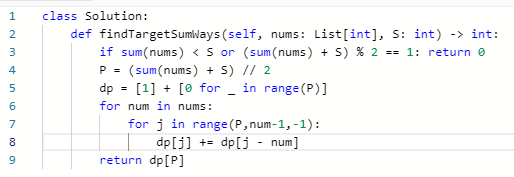 1 class Solution:
2     def findTargetSumWays(self, nums: List[int], S: int) -> int:
3         if sum(nums) < S or (sum(nums) + S) % 2 == 1: return 0
4         P = (sum(nums) + S) // 2
5         dp = [1] + [0 for _ in range(P)]
6         for num in nums:
7             for j in range(P,num-1,-1):
8                 dp[j] += dp[j - num]
9         return dp[P]